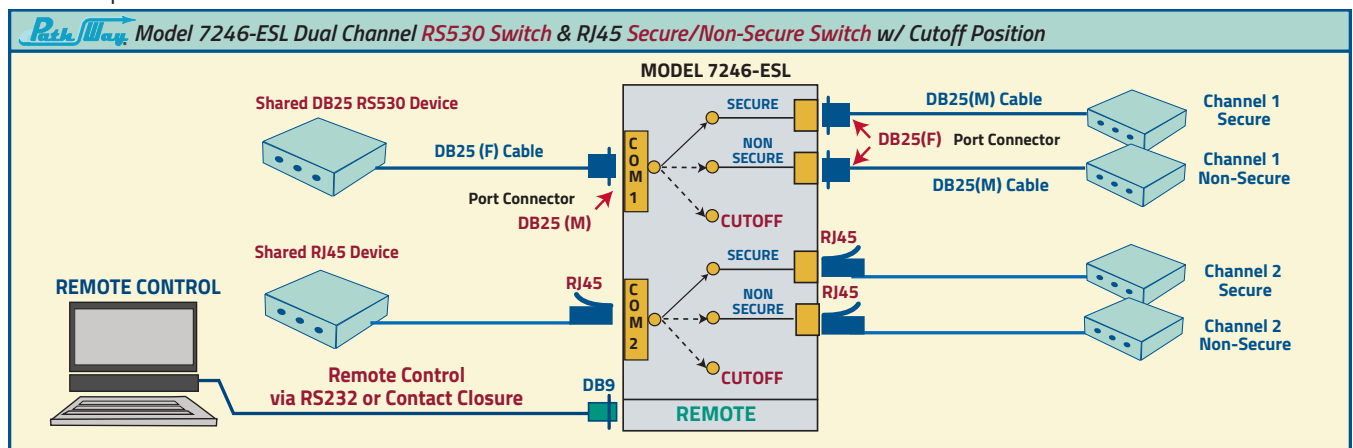 PathWay Model 7246-ESL Dual Channel RS530 Switch & RJ45 Secure/Non-Secure Switch w/ Cutoff Position
MODEL 7246-ESL
Shared DB25 RS530 Device
DB25 (F) Cable
Port Connector
DB25 (M)
COM 1
SECURE
NON
SECURE
CUTOFF
DB25(M) Cable
DB25(F) Port Connector
DB25(M) Cable
Channel 1
Secure
Channel 1
Non-Secure
Shared RJ45 Device
RJ45
COM 2
SECURE
NON
SECURE
CUTOFF
RJ45
RJ45
Channel 2
Secure
Channel 2
Non-Secure
REMOTE CONTROL
Remote Control
via RS232 or Contact Closure
DB9
REMOTE